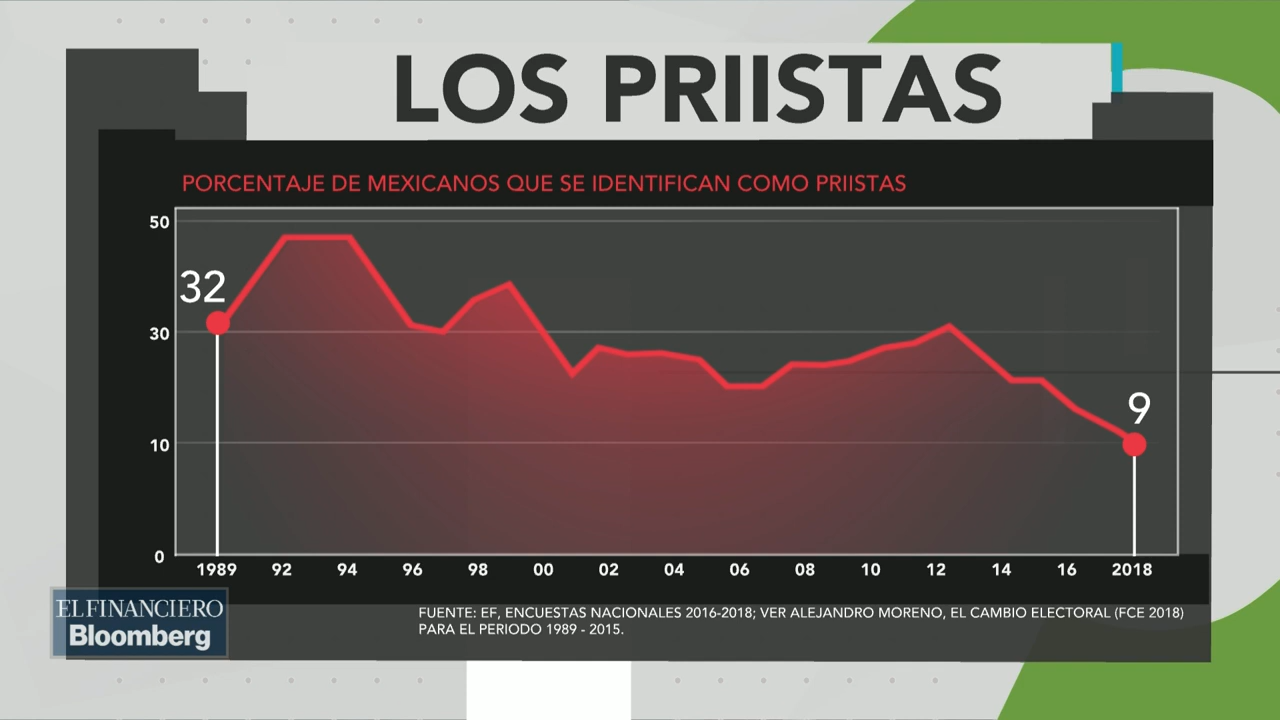 LOS PRIISTAS
PORCENTAJE DE MEXICANOS QUE SE IDENTIFICAN COMO PRIISTAS
50
32
30
9
10
0
1989 92 94 96 98 00 02 04 06 08 10 12 14 16 2018
EL FINANCIERO
Bloomberg
FUENTE: EF, ENCUESTAS NACIONALES 2016-2018; VER ALEJANDRO MORENO, EL CAMBIO ELECTORAL (FCE 2018)
PARA EL PERIODO 1989 - 2015.